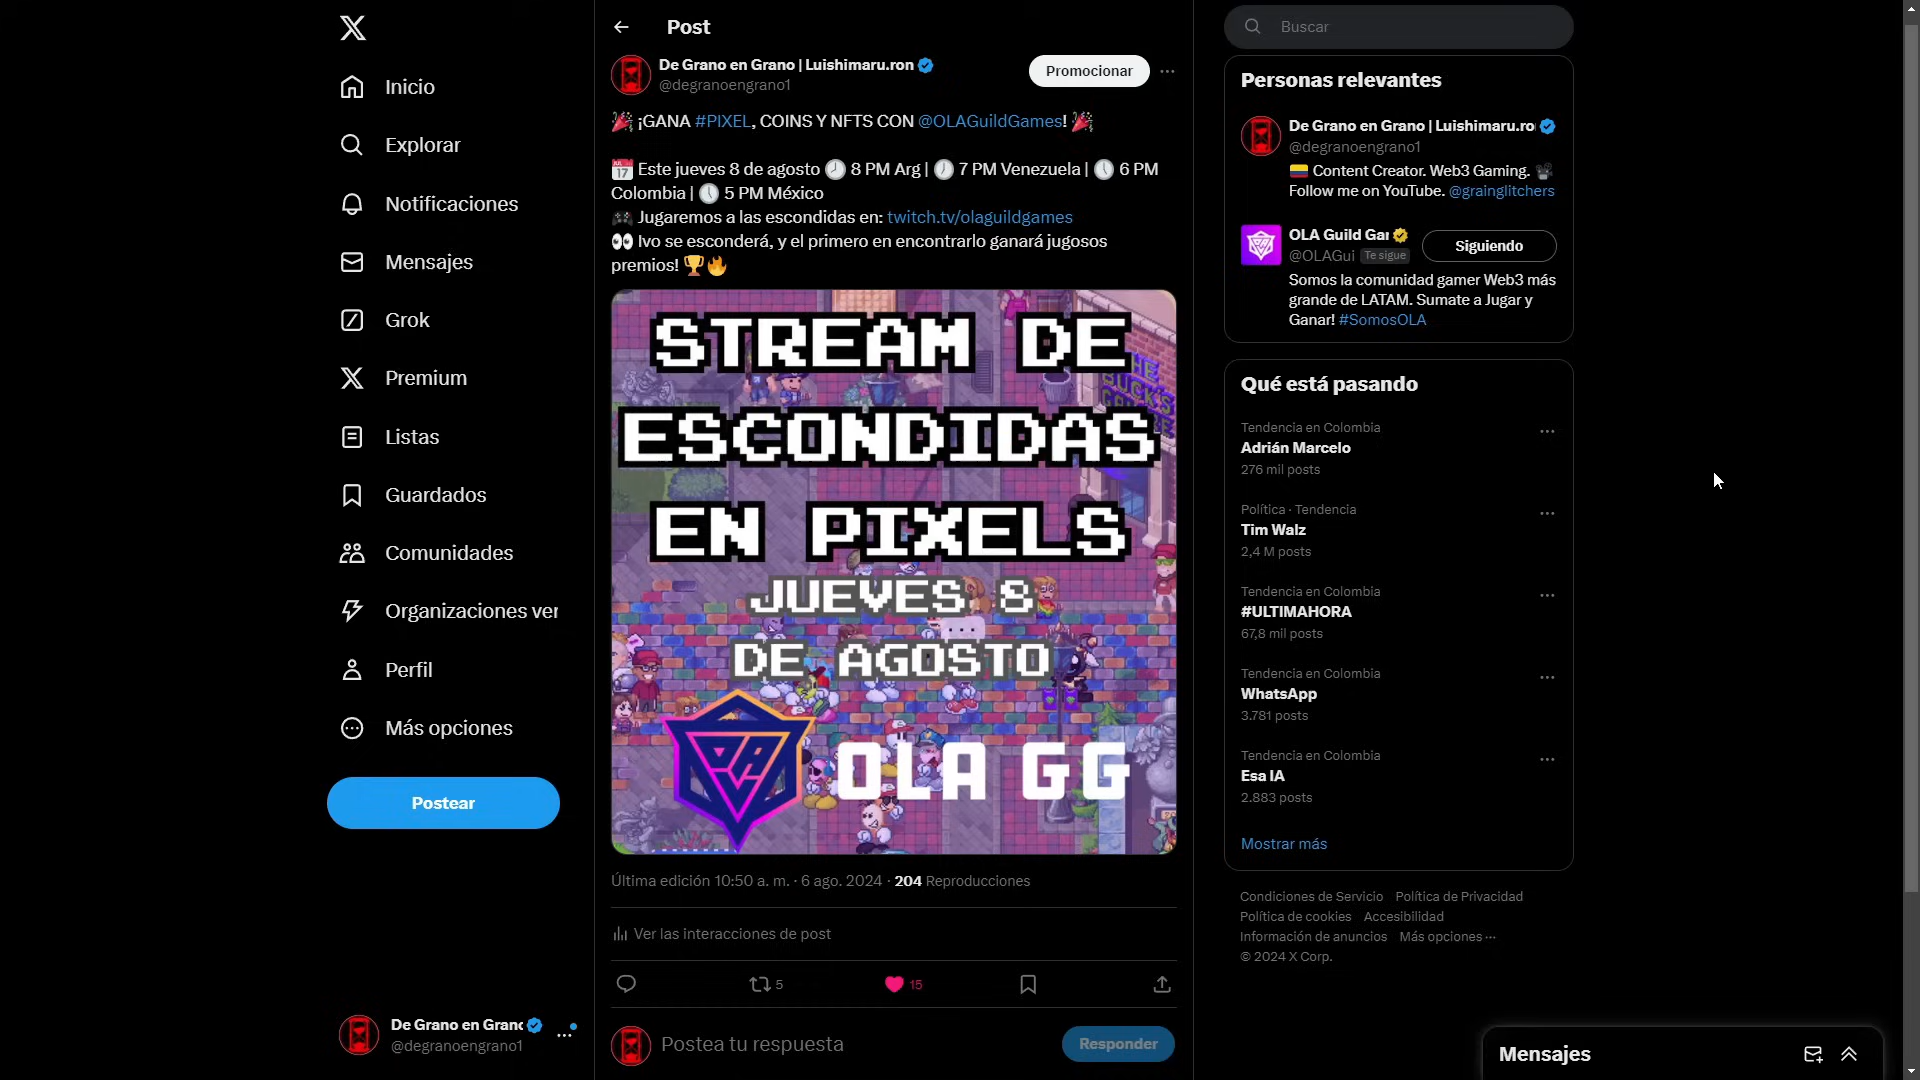 Inicio
Explorar
Notificaciones
Mensajes
Grok
Premium
Listas
Guardados
Comunidades
Organizaciones ver
Perfil
Más opciones
Postear
De Grano en Granc
@degranoengrano1
Post
De Grano en Grano | Luishimaru.ron
@degranoengrano1
Promocionar
¡GANA #PIXEL, COINS Y NFTS CON @OLAGuildGames!
Este jueves 8 de agosto 8 PM Arg | 7 PM Venezuela | 6 PM
Colombia | 5 PM México
Jugaremos a las escondidas en: twitch.tv/olaguildgames
Ivo se esconderá, y el primero en encontrarlo ganará jugosos
premios!
STREAM DE
ESCONDIDAS
EN PIXELS
JUEVES 8
DE AGOSTO
OLA GG
Última edición 10:50 a. m. · 6 ago. 2024 · 204 Reproducciones
Ver las interacciones de post
5
15
Postea tu respuesta
Responder
Buscar
Personas relevantes
De Grano en Grano | Luishimaru.ro
@degranoengrano1
Content Creator. Web3 Gaming.
Follow me on YouTube. @grainglitchers
OLA Guild Gar
@OLAGui Te sigue
Siguiendo
Somos la comunidad gamer Web3 más
grande de LATAM. Sumate a Jugar y
Ganar! #SomosOLA
Qué está pasando
Tendencia en Colombia
Adrián Marcelo
276 mil posts
Política · Tendencia
Tim Walz
2,4 M posts
Tendencia en Colombia
#ULTIMAHORA
67,8 mil posts
Tendencia en Colombia
WhatsApp
3.781 posts
Tendencia en Colombia
Esa IA
2.883 posts
Mostrar más
Condiciones de Servicio Política de Privacidad
Política de cookies Accesibilidad
Información de anuncios Más opciones ···
© 2024 X Corp.
Mensajes